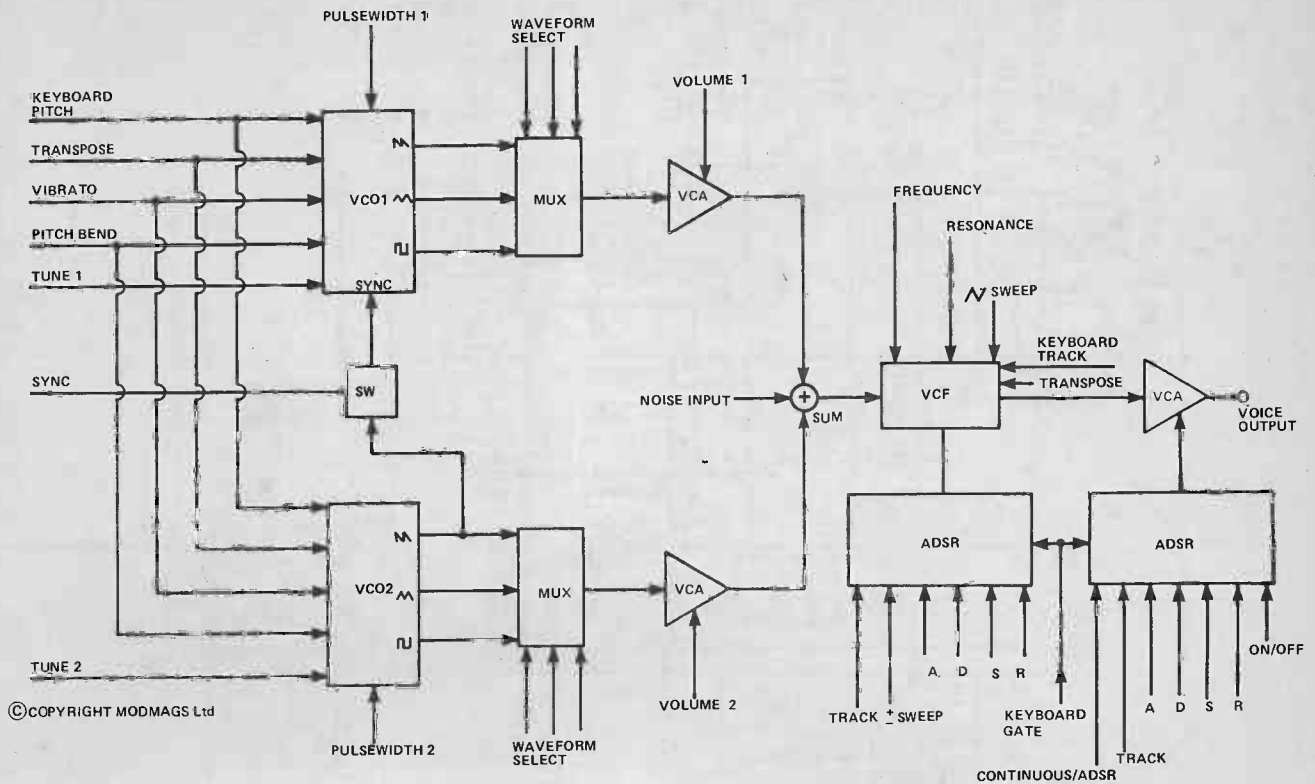 PULSEWIDTH 1
WAVEFORM
SELECT
KEYBOARD
PITCH
TRANSPOSE
VIBRATO
PITCH BEND
TUNE 1
VCO1
SYNC
MUX
VOLUME 1
VCA
FREQUENCY
RESONANCE
SWEEP
KEYBOARD
TRACK
TRANSPOSE
SYNC
SW
NOISE INPUT
+
SUM
VCF
VCA
VOICE
OUTPUT
VCO2
MUX
VCA
ADSR
ADSR
TUNE 2
VOLUME 2
A
D
S
R
ON/OFF
TRACK
± SWEEP
KEYBOARD
GATE
A
D
S
R
© COPYRIGHT MODMAGS Ltd
PULSEWIDTH 2
WAVEFORM
SELECT
TRACK
CONTINUOUS/ADSR